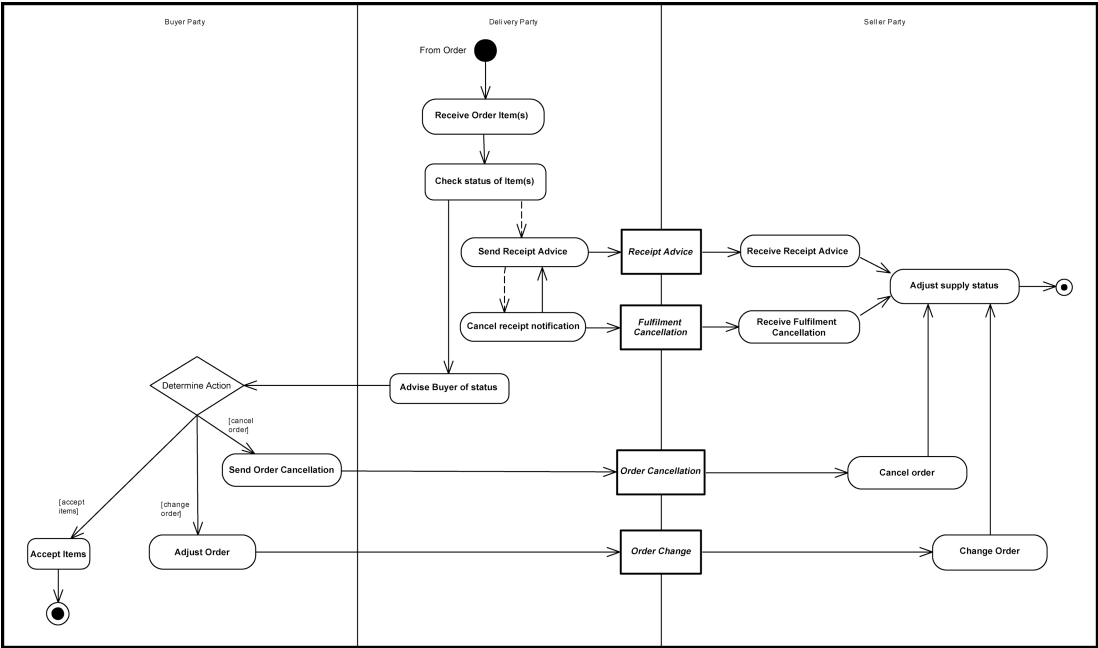 Buyer Party
Delivery Party
Seller Party
From Order
Receive Order Item(s)
Check status of Item(s)
Send Receipt Advice
Receipt Advice
Receive Receipt Advice
Adjust supply status
Cancel receipt notification
Fulfilment
Cancellation
Receive Fulfilment
Cancellation
Advise Buyer of status
Determine Action
[cancel
order]
Send Order Cancellation
Order Cancellation
Cancel order
[accept
items]
[change
order]
Accept Items
Adjust Order
Order Change
Change Order